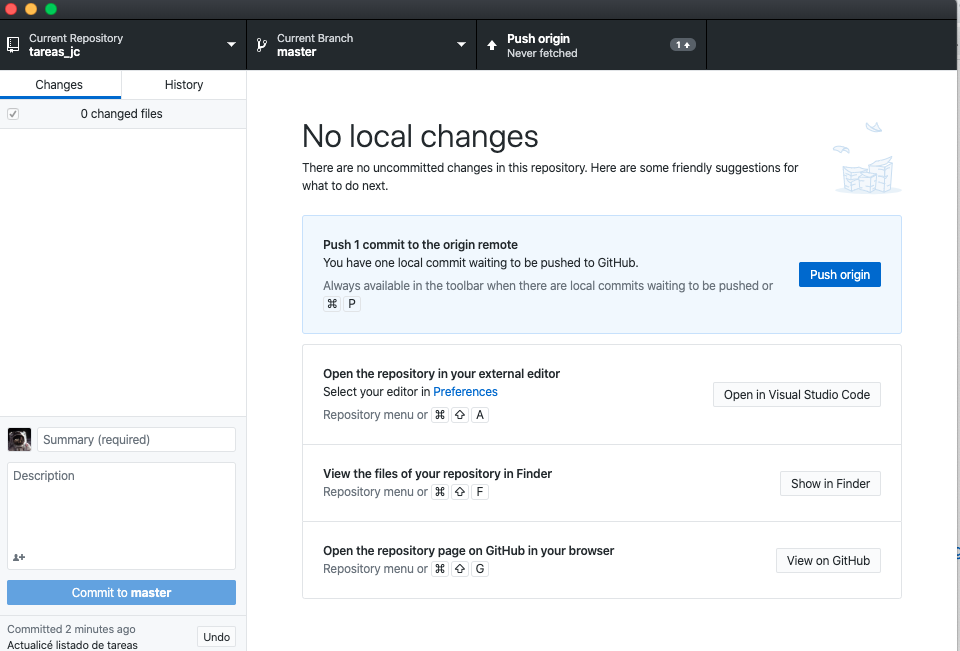 Current Repository
tareas_jc
Current Branch
master
Push origin
Never fetched
1
Changes
History
0 changed files
No local changes
There are no uncommitted changes in this repository. Here are some friendly suggestions for
what to do next.
Push 1 commit to the origin remote
You have one local commit waiting to be pushed to GitHub.
Always available in the toolbar when there are local commits waiting to be pushed or
⌘ P
Push origin
Open the repository in your external editor
Select your editor in Preferences
Repository menu or ⌘ ⇧ A
Open in Visual Studio Code
View the files of your repository in Finder
Repository menu or ⌘ ⇧ F
Show in Finder
Open the repository page on GitHub in your browser
Repository menu or ⌘ ⇧ G
View on GitHub
Summary (required)
Description
Commit to master
Committed 2 minutes ago
Actualicé listado de tareas
Undo